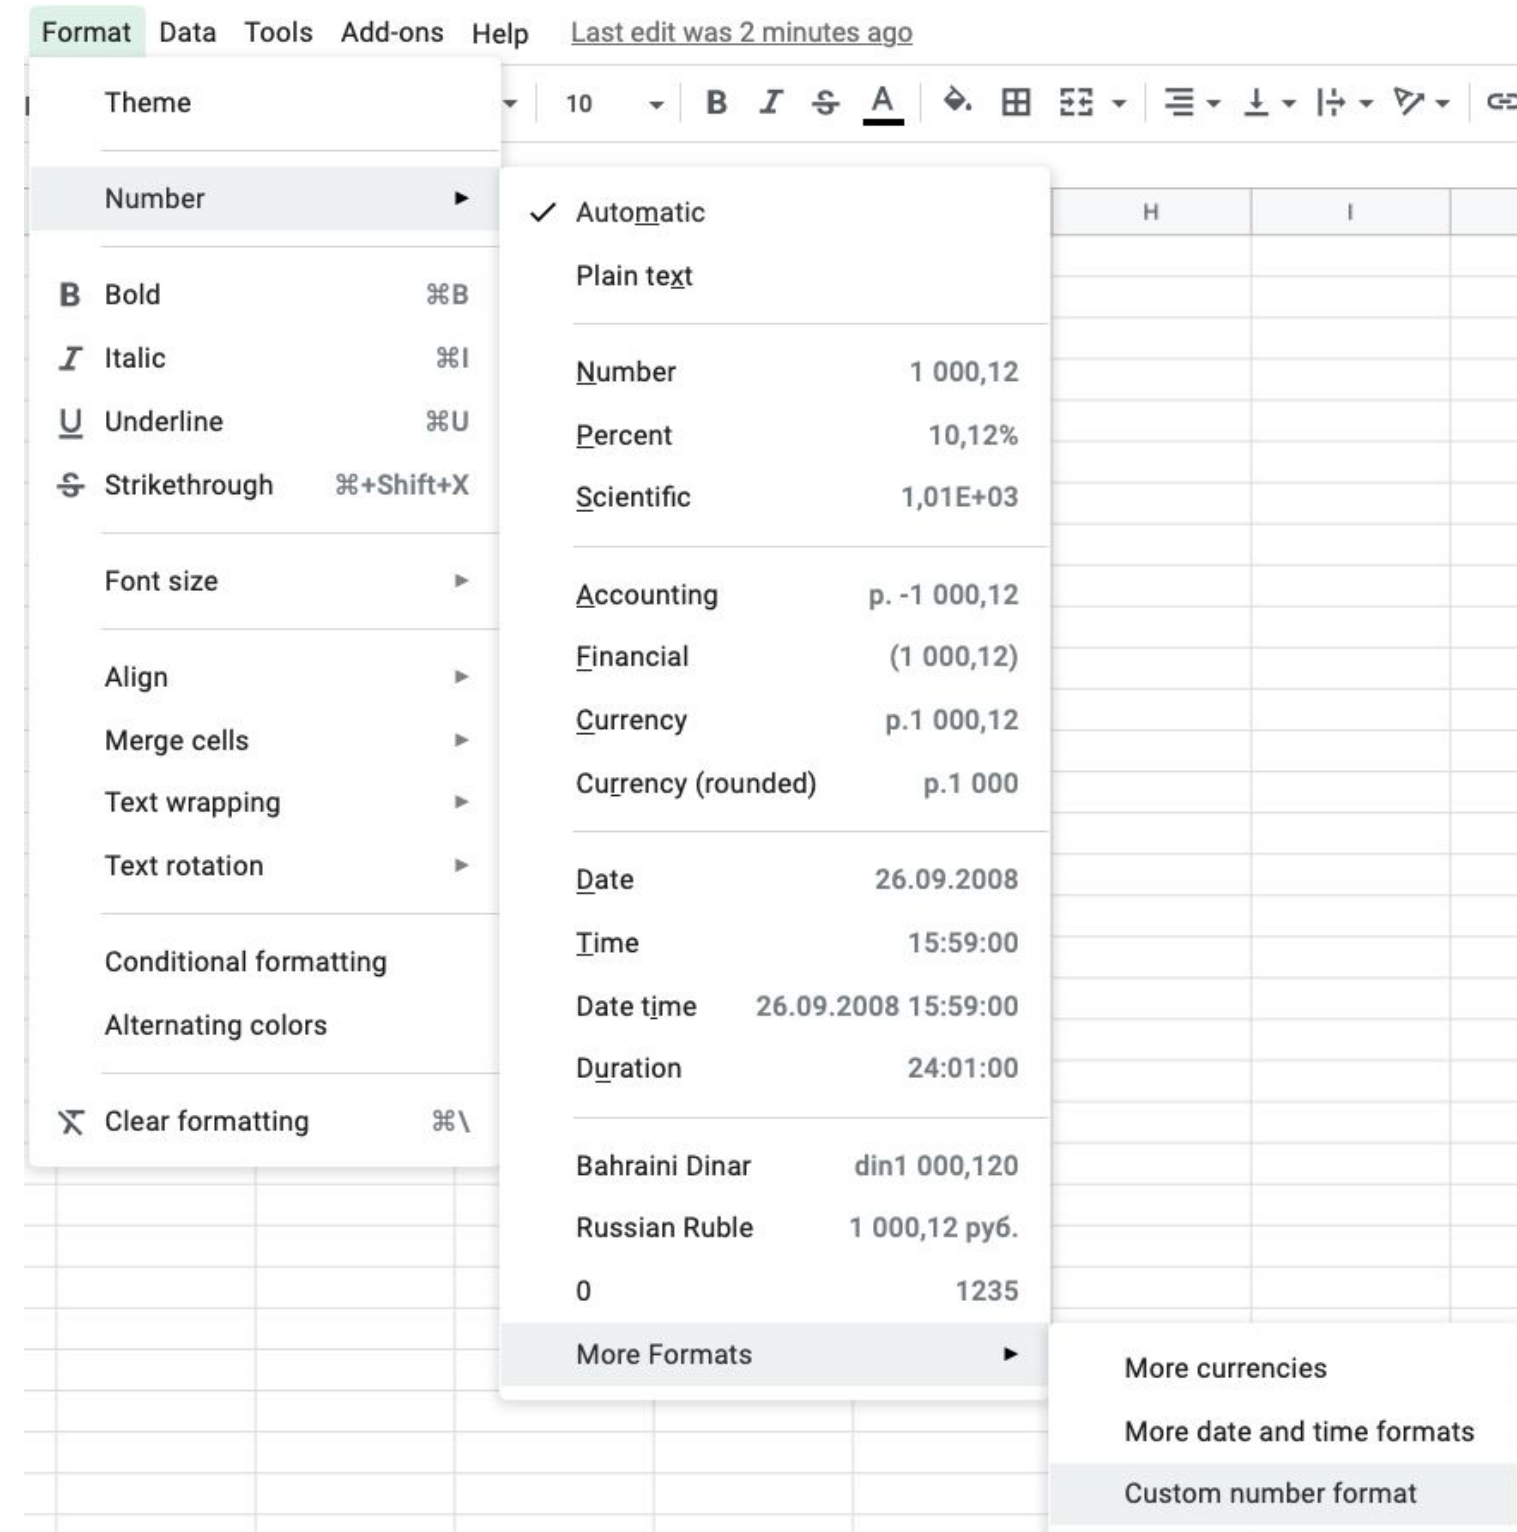 Format Data Tools Add-ons Help Last edit was 2 minutes ago
10 B I S A
Theme
Number
B Bold ⌘B
I Italic ⌘I
U Underline ⌘U
S Strikethrough ⌘+Shift+X
Font size
Align
Merge cells
Text wrapping
Text rotation
Conditional formatting
Alternating colors
Clear formatting ⌘\
Automatic
Plain text
Number 1 000,12
Percent 10,12%
Scientific 1,01E+03
Accounting p. -1 000,12
Financial (1 000,12)
Currency p.1 000,12
Currency (rounded) p.1 000
Date 26.09.2008
Time 15:59:00
Date time 26.09.2008 15:59:00
Duration 24:01:00
Bahraini Dinar din1 000,120
Russian Ruble 1 000,12 руб.
0 1235
More Formats
H I
More currencies
More date and time formats
Custom number format